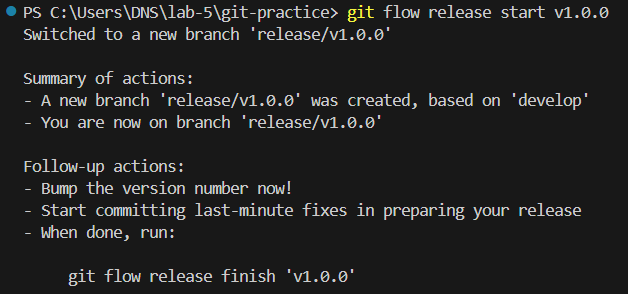 PS C:\Users\DNS\lab-5\git-practice> git flow release start v1.0.0
Switched to a new branch 'release/v1.0.0'
Summary of actions:
- A new branch 'release/v1.0.0' was created, based on 'develop'
- You are now on branch 'release/v1.0.0'
Follow-up actions:
- Bump the version number now!
- Start committing last-minute fixes in preparing your release
- When done, run:
git flow release finish 'v1.0.0'